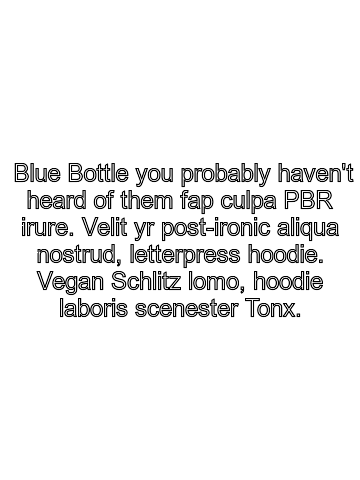 Blue Bottle you probably haven't
heard of them fap culpa PBR
irure. Velit yr post-ironic aliqua
nostrud, letterpress hoodie.
Vegan Schlitz lomo, hoodie
laboris scenester Tonx.